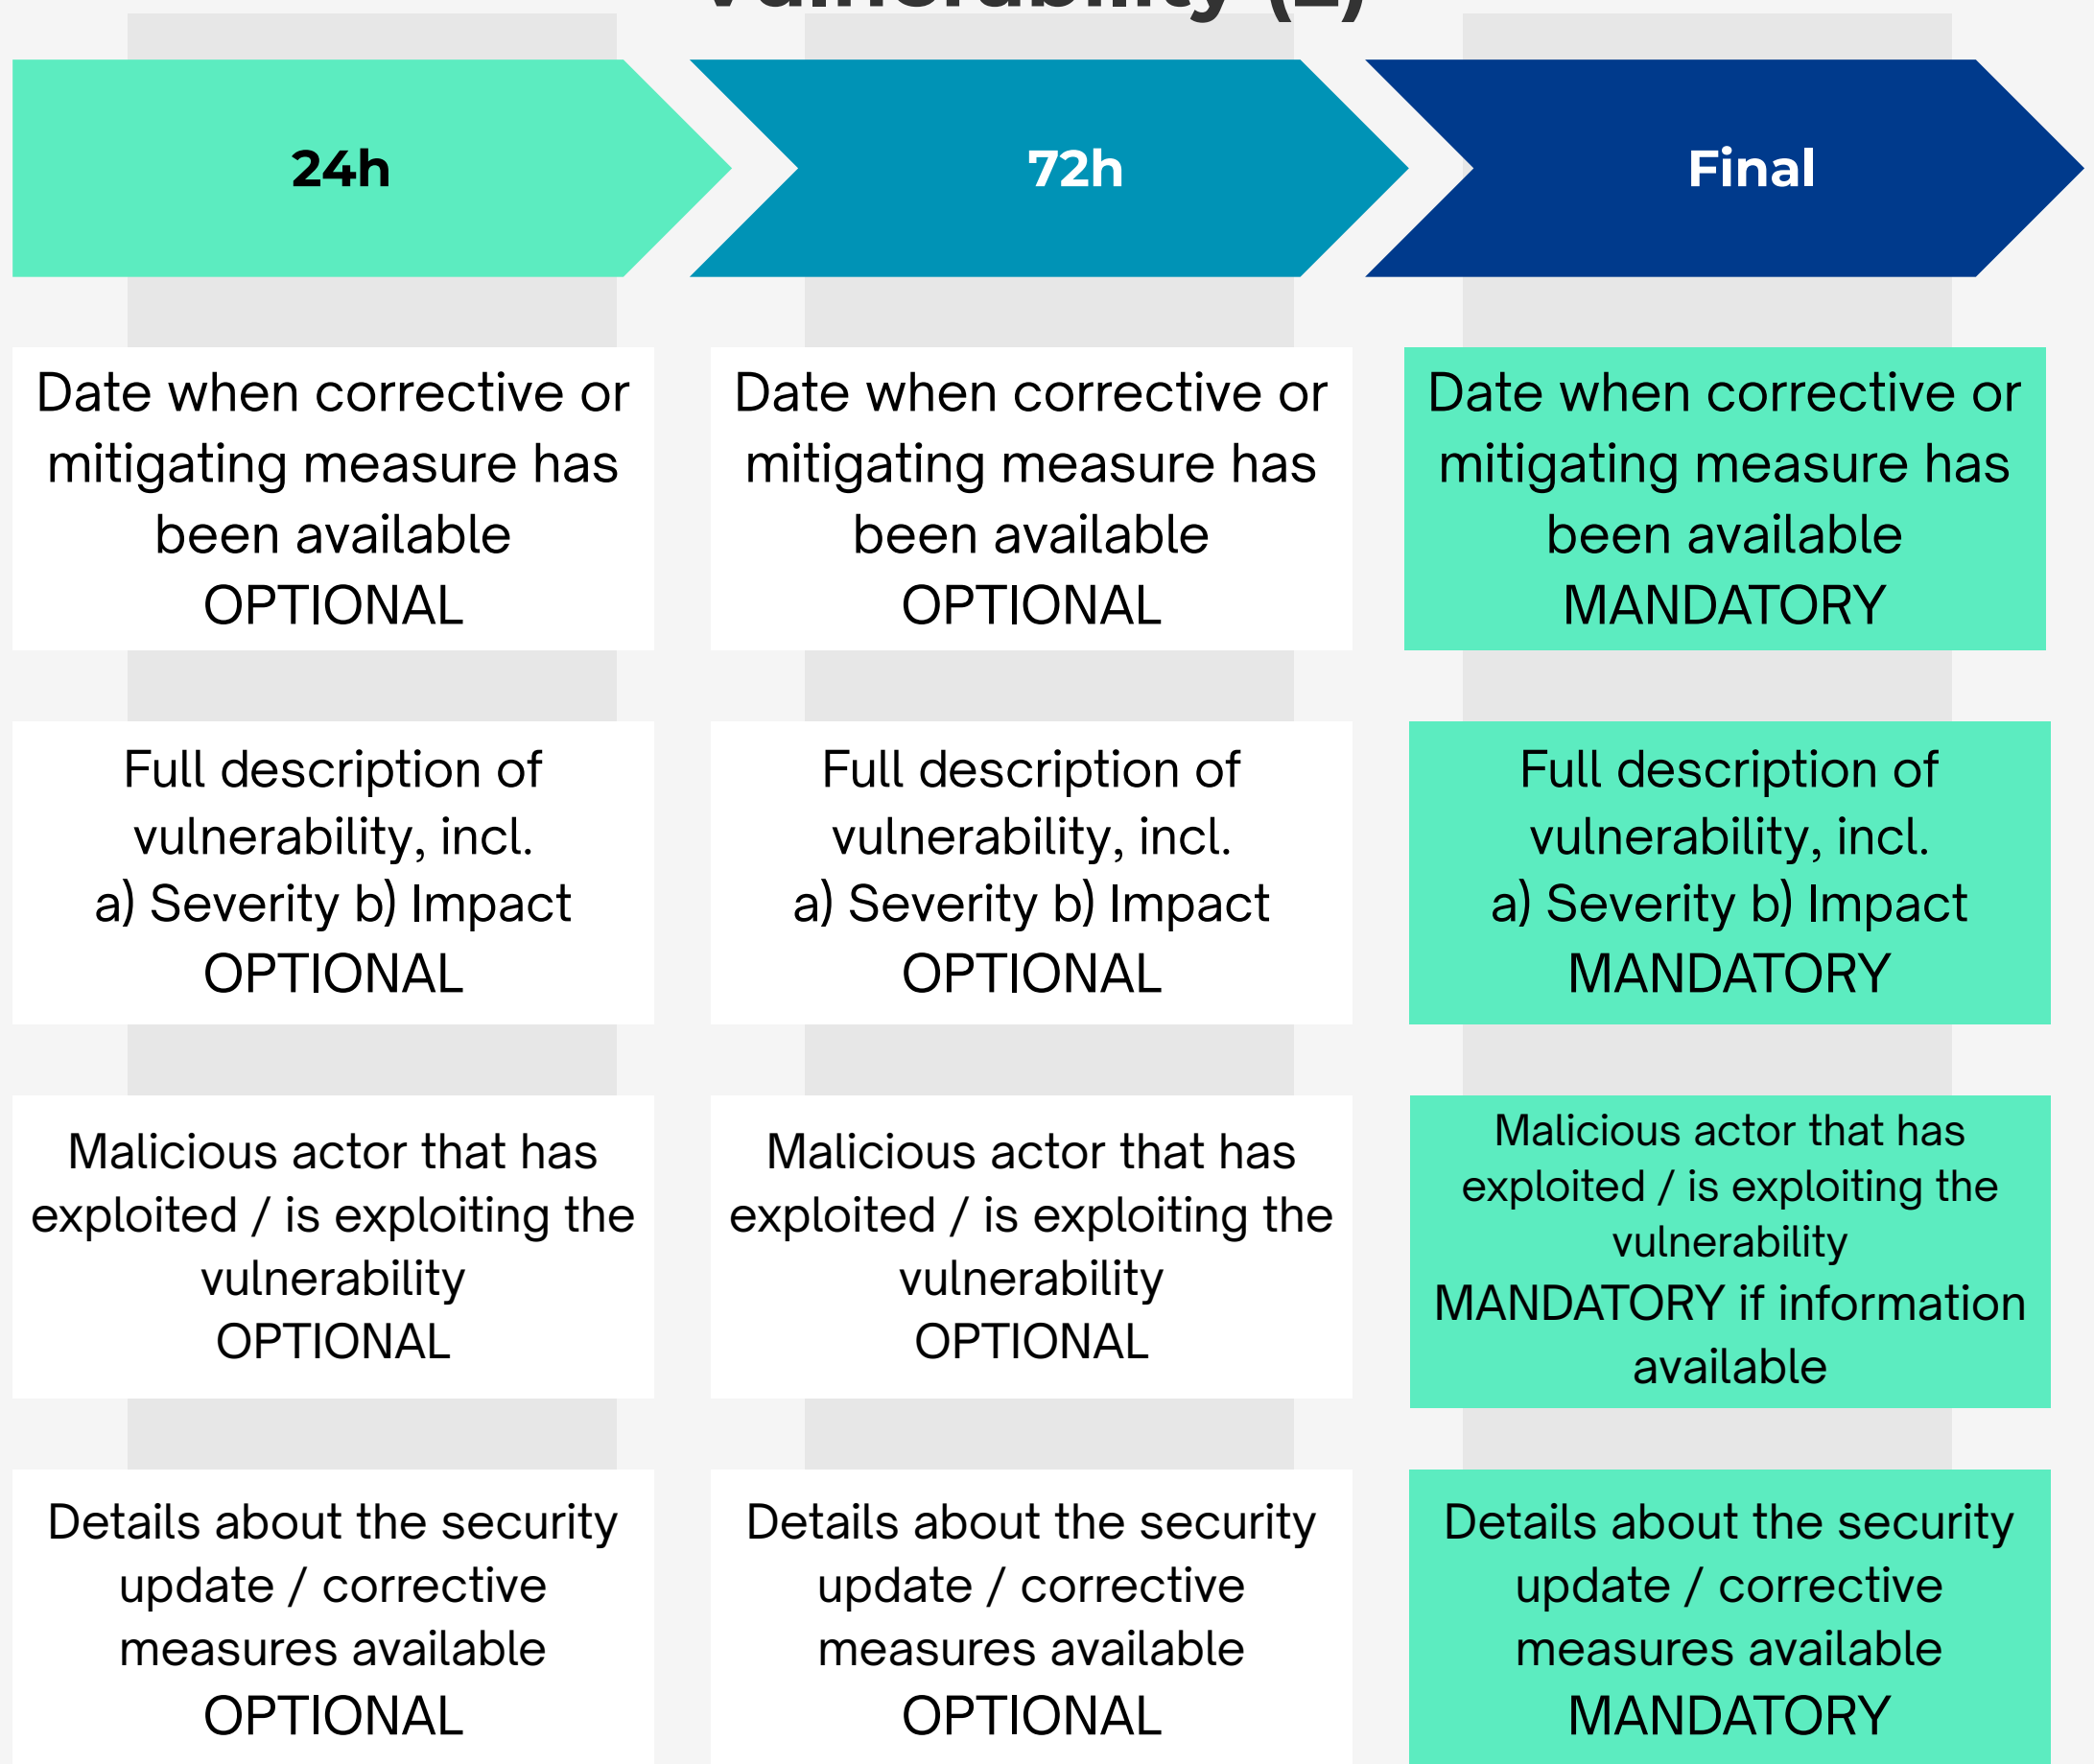 vulnerability (2)
24h
72h
Final
Date when corrective or
mitigating measure has
been available
OPTIONAL
Date when corrective or
mitigating measure has
been available
OPTIONAL
Date when corrective or
mitigating measure has
been available
MANDATORY
Full description of
vulnerability, incl.
a) Severity b) Impact
OPTIONAL
Full description of
vulnerability, incl.
a) Severity b) Impact
OPTIONAL
Full description of
vulnerability, incl.
a) Severity b) Impact
MANDATORY
Malicious actor that has
exploited / is exploiting the
vulnerability
OPTIONAL
Malicious actor that has
exploited / is exploiting the
vulnerability
OPTIONAL
Malicious actor that has
exploited / is exploiting the
vulnerability
MANDATORY if information
available
Details about the security
update / corrective
measures available
OPTIONAL
Details about the security
update / corrective
measures available
OPTIONAL
Details about the security
update / corrective
measures available
MANDATORY